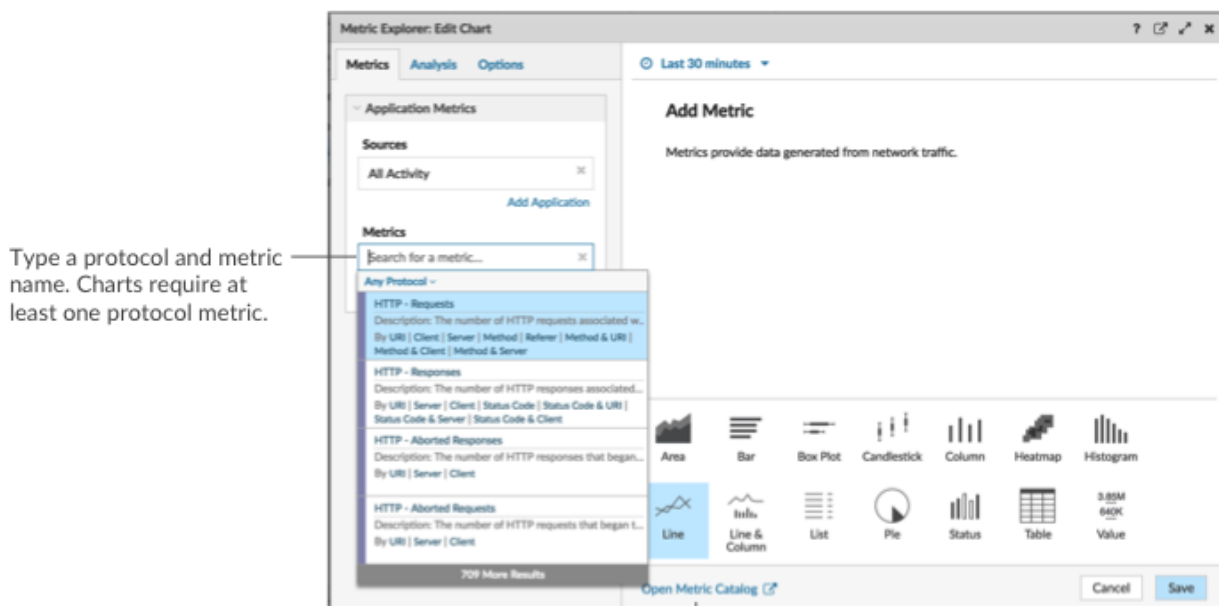 Metric Explorer: Edit Chart
?
Metrics Analysis Options
Last 30 minutes
Application Metrics
Sources
All Activity
Add Application
Metrics
Search for a metric...
Type a protocol and metric
name. Charts require at
least one protocol metric.
Any Protocol
HTTP - Requests
Description: The number of HTTP requests associated w...
By URI | Client | Server | Method | Referer | Method & URI |
Method & Client | Method & Server
HTTP - Responses
Description: The number of HTTP responses associated...
By URI | Server | Client | Status Code | Status Code & URI |
Status Code & Server | Status Code & Client
HTTP - Aborted Responses
Description: The number of HTTP responses that began...
By URI | Server | Client
HTTP - Aborted Requests
Description: The number of HTTP requests that began t...
By URI | Server | Client
709 More Results
Add Metric
Metrics provide data generated from network traffic.
Area Bar Box Plot Candlestick Column Heatmap Histogram
3.85M
640K
Line Line & List Pie Status Table Value
Column
Open Metric Catalog
Cancel Save